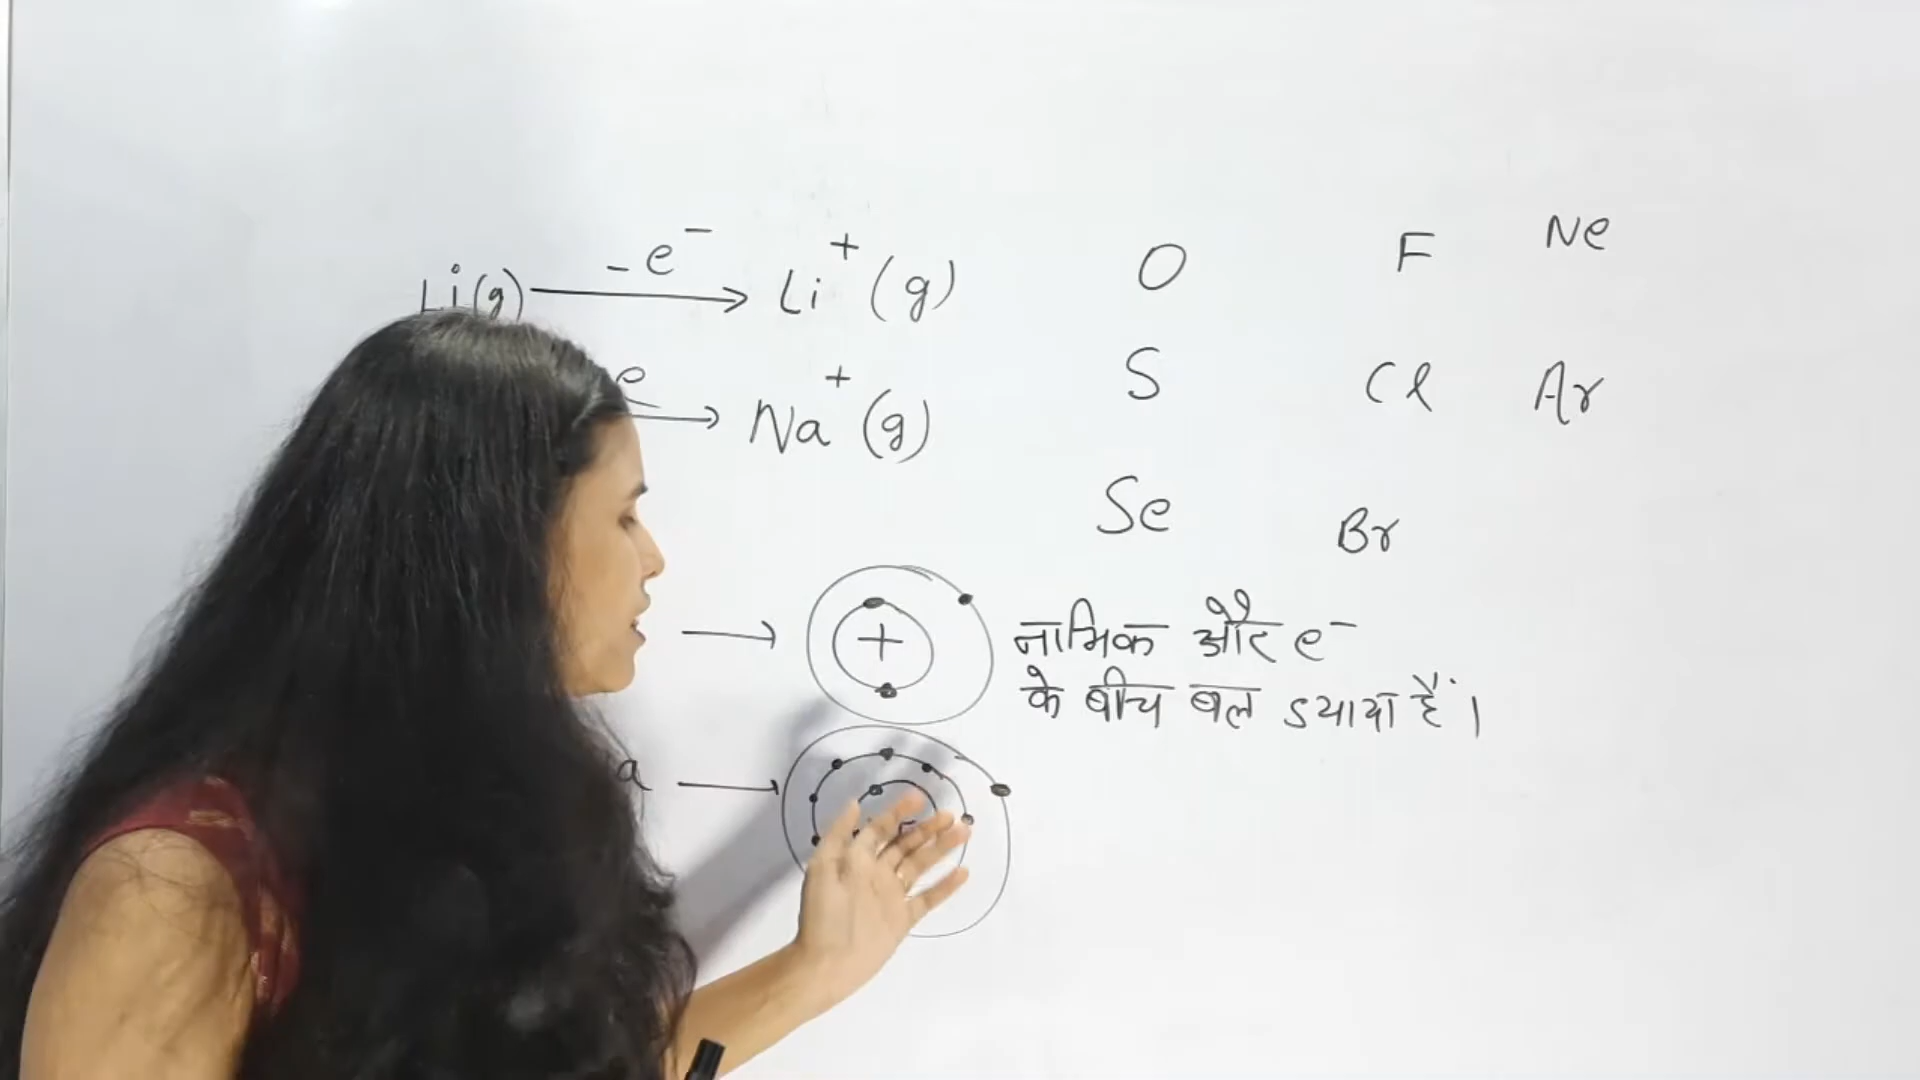 Li(g) - e⁻ → Li⁺ (g)
e → Na⁺ (g)
O F Ne
S Cl Ar
Se Br
→ + नाभिक और e⁻
के बीच बल ज्यादा है।
a →